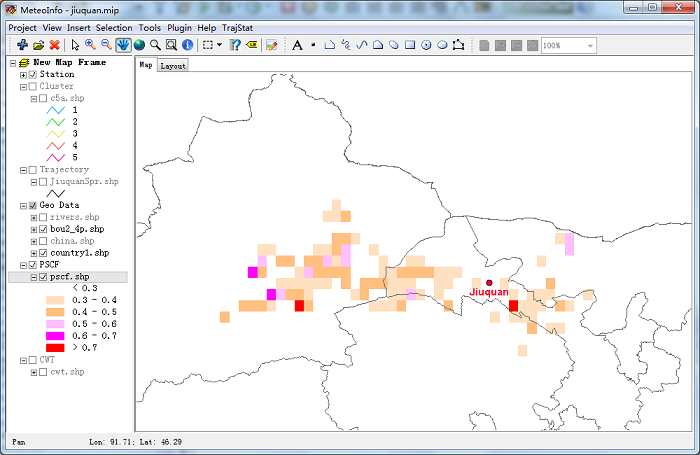 MeteoInfo - jiuquan.mip
Project View Insert Selection Tools Plugin Help TrajStat
A 100%
New Map Frame
Map Layout
Station
Cluster
c5a.shp
1
2
3
4
5
Trajectory
JiuquanSpr.shp
Geo Data
rivers.shp
bou2_4p.shp
china.shp
country1.shp
PSCF
pscf.shp
< 0.3
0.3 - 0.4
0.4 - 0.5
0.5 - 0.6
0.6 - 0.7
> 0.7
CWT
cwt.shp
Jiuquan
Pan Lon: 91.71; Lat: 46.29